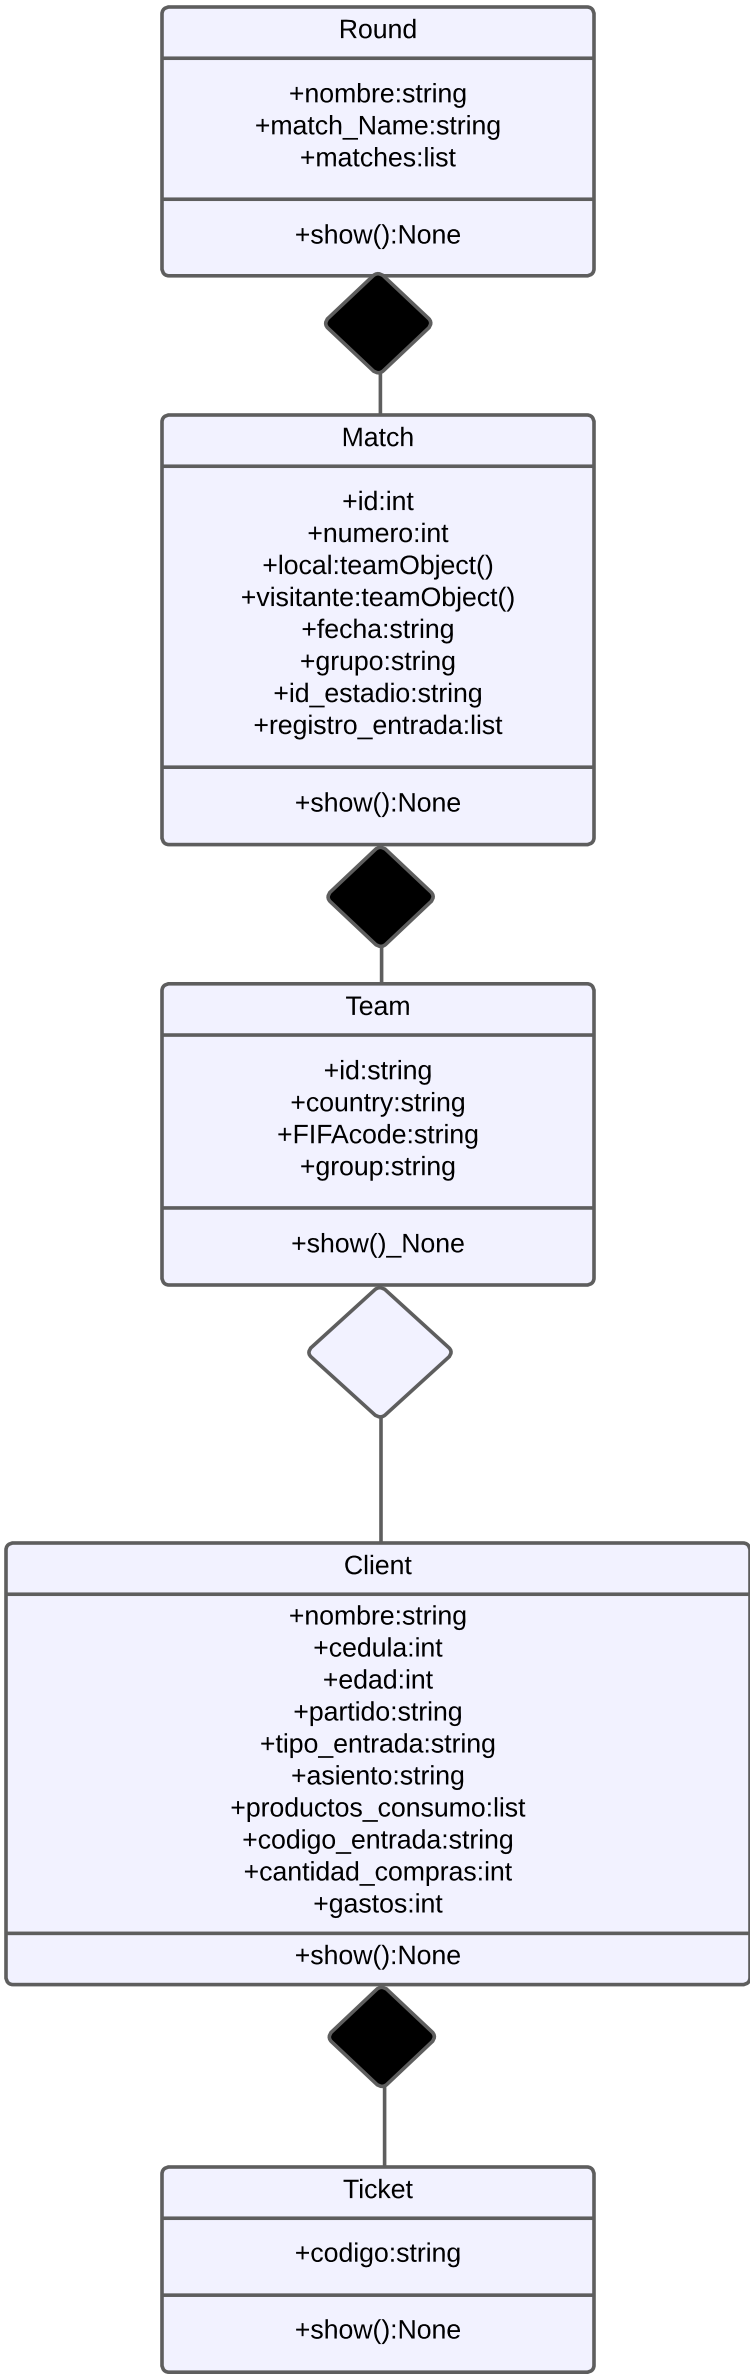 Round
+nombre:string
+match_Name:string
+matches:list
+show():None
Match
+id:int
+numero:int
+local:teamObject()
+visitante:teamObject()
+fecha:string
+grupo:string
+id_estadio:string
+registro_entrada:list
+show():None
Team
+id:string
+country:string
+FIFAcode:string
+group:string
+show()_None
Client
+nombre:string
+cedula:int
+edad:int
+partido:string
+tipo_entrada:string
+asiento:string
+productos_consumo:list
+codigo_entrada:string
+cantidad_compras:int
+gastos:int
+show():None
Ticket
+codigo:string
+show():None